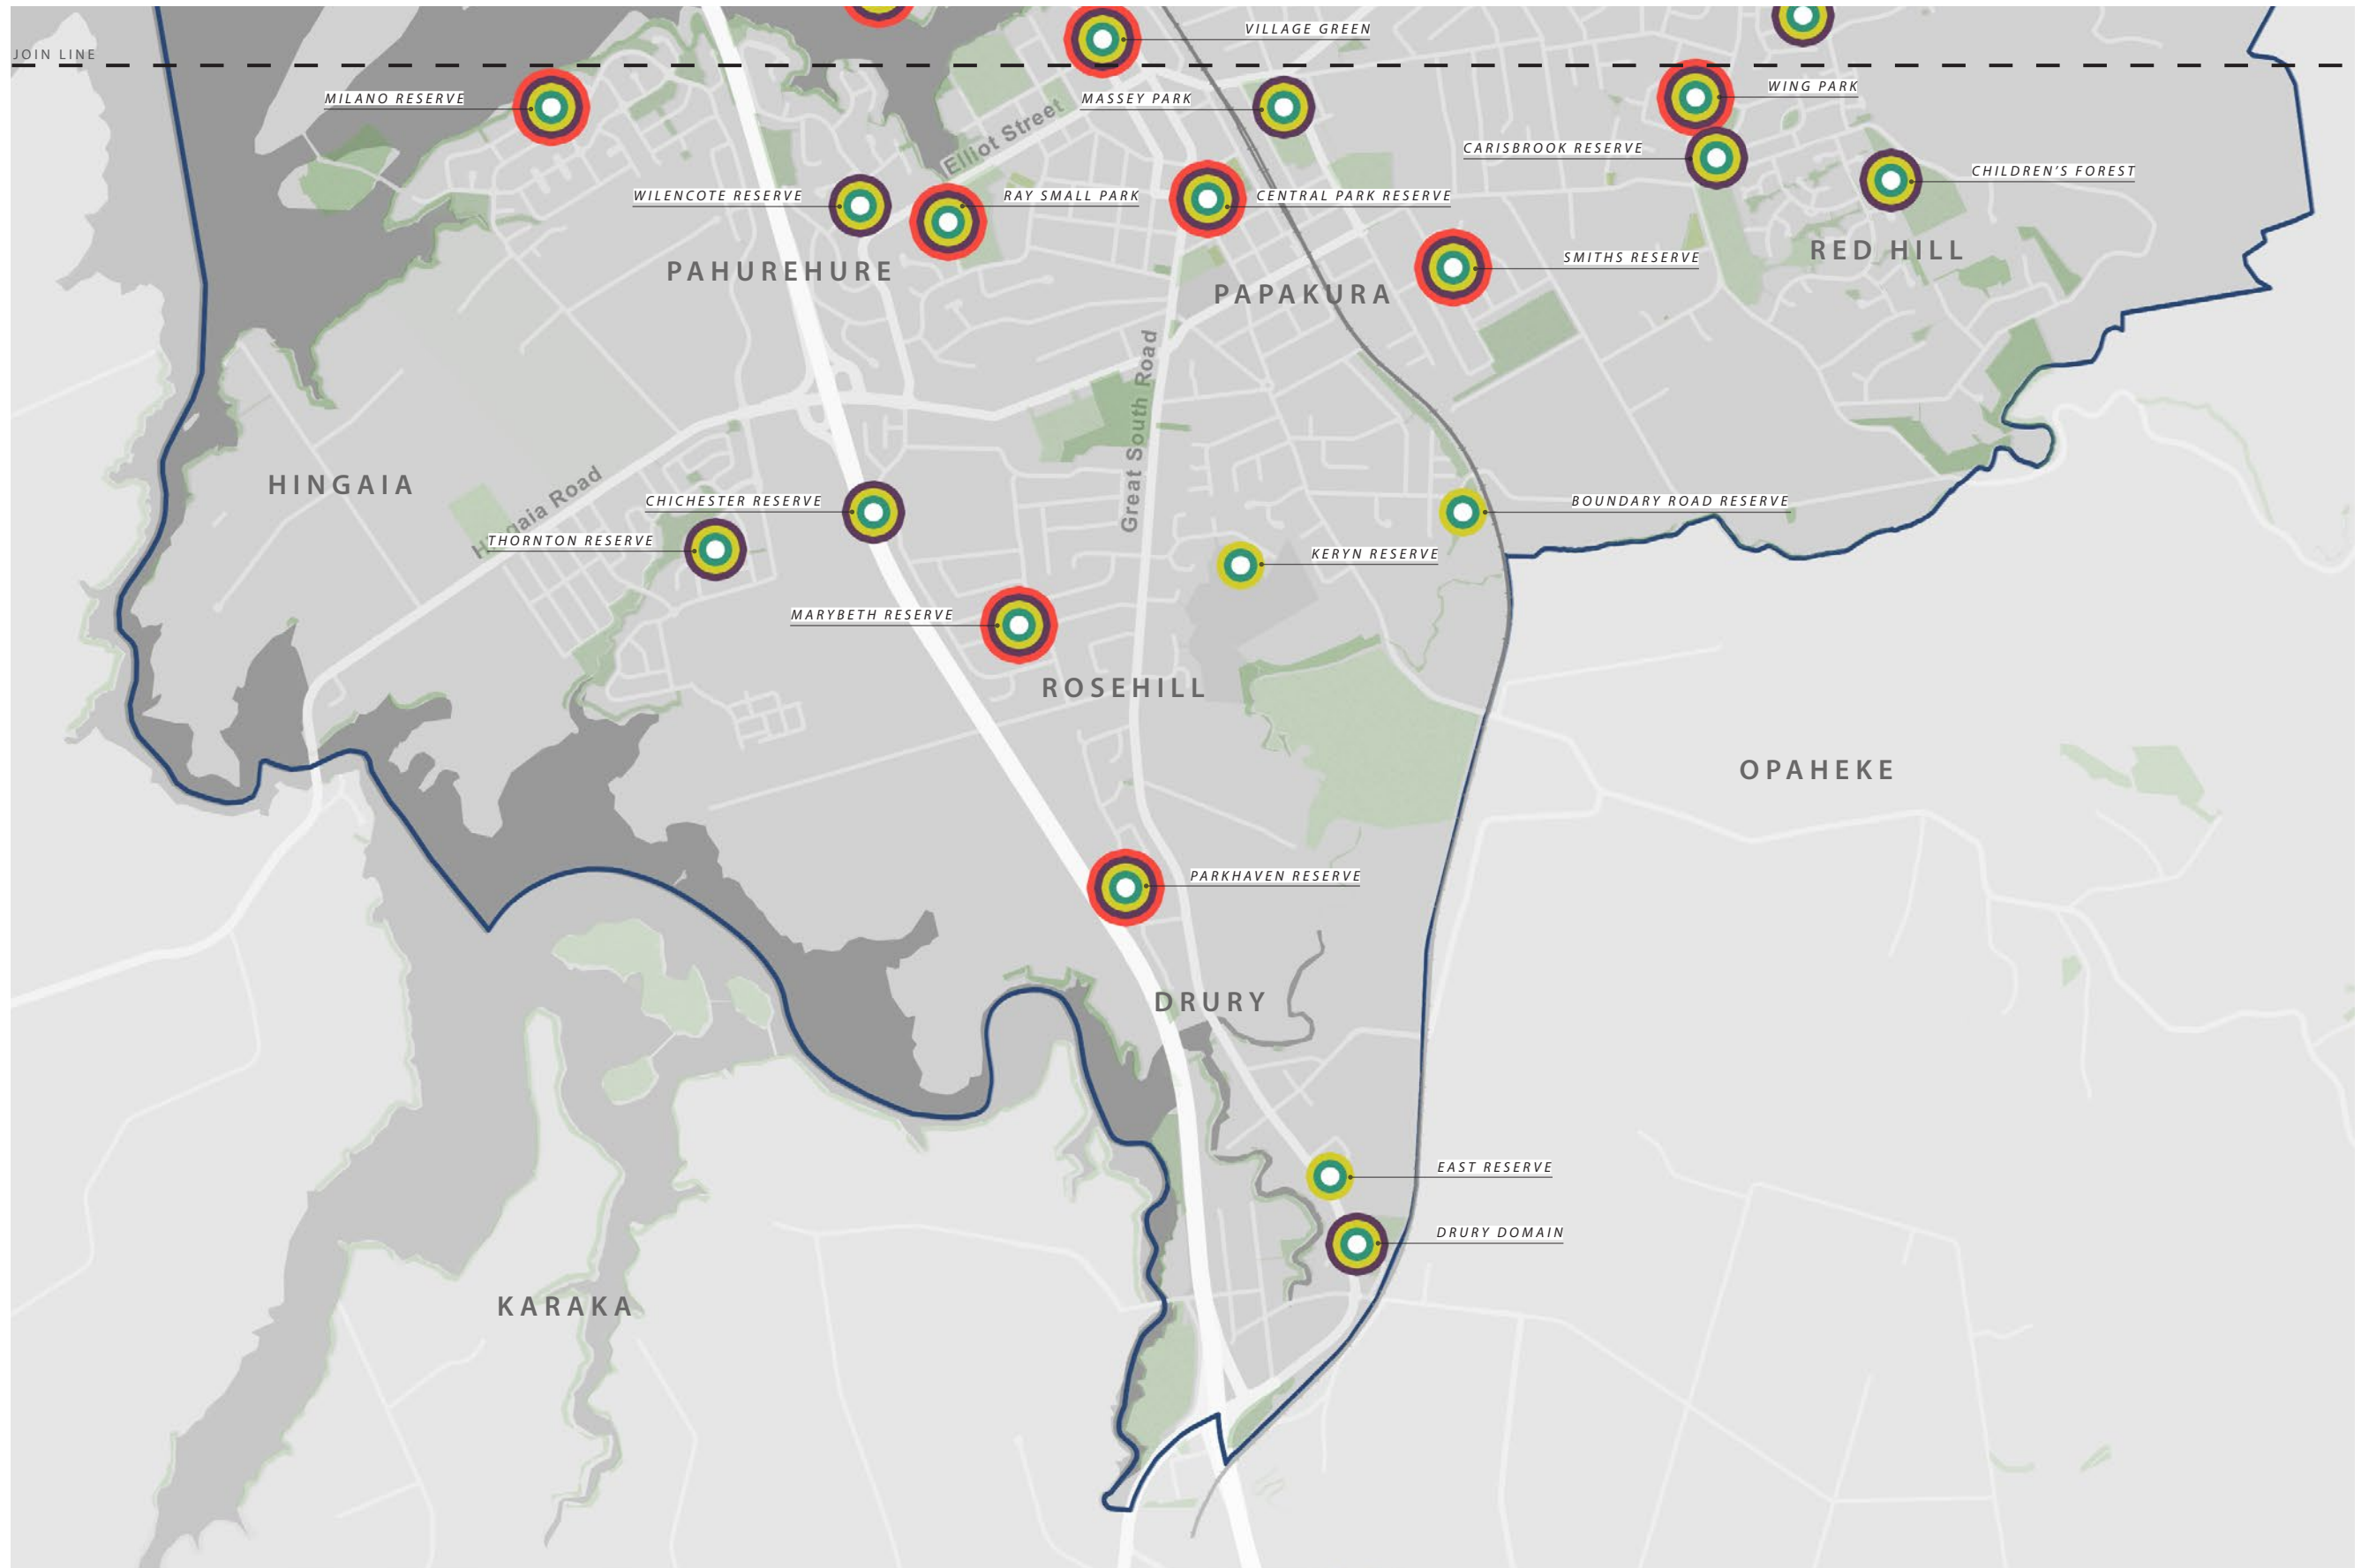 VILLAGE GREEN
JOIN LINE
MILANO RESERVE
MASSEY PARK
WING PARK
Elliot Street
CARISBROOK RESERVE
CHILDREN'S FOREST
WILENCOTE RESERVE
RAY SMALL PARK
CENTRAL PARK RESERVE
RED HILL
SMITHS RESERVE
PAHUREHURE
PAPAKURA
Great South Road
HINGAIA
CHICHESTER RESERVE
BOUNDARY ROAD RESERVE
Hingaia Road
THORNTON RESERVE
KERYN RESERVE
MARYBETH RESERVE
ROSEHILL
OPAHEKE
PARKHAVEN RESERVE
DRURY
EAST RESERVE
DRURY DOMAIN
KARAKA